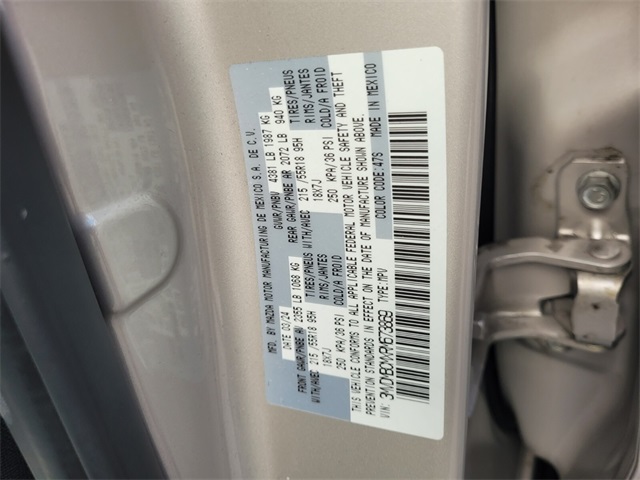 MFD. BY MAZDA MOTOR MANUFACTURING DE MEXICO S.A. DE C.V.
DATE 03/24 GVWR/PNBV 4381 LB 1987 KG
FRONT GAWR/PNBE AV 2355 LB 1068 KG REAR GAWR/PNBE AR 2072 LB 940 KG
WITH/AVEC 215/55R18 95H TIRES/PNEUS WITH/AVEC 215/55R18 95H TIRES/PNEUS
18X7J RIMS/JANTES 18X7J RIMS/JANTES
250 KPA/36 PSI COLD/A FROID 250 KPA/36 PSI COLD/A FROID
THIS VEHICLE CONFORMS TO ALL APPLICABLE FEDERAL MOTOR VEHICLE SAFETY AND THEFT
PREVENTION STANDARDS IN EFFECT ON THE DATE OF MANUFACTURE SHOWN ABOVE.
VIN: TYPE:MPV COLOR CODE:47S MADE IN MEXICO